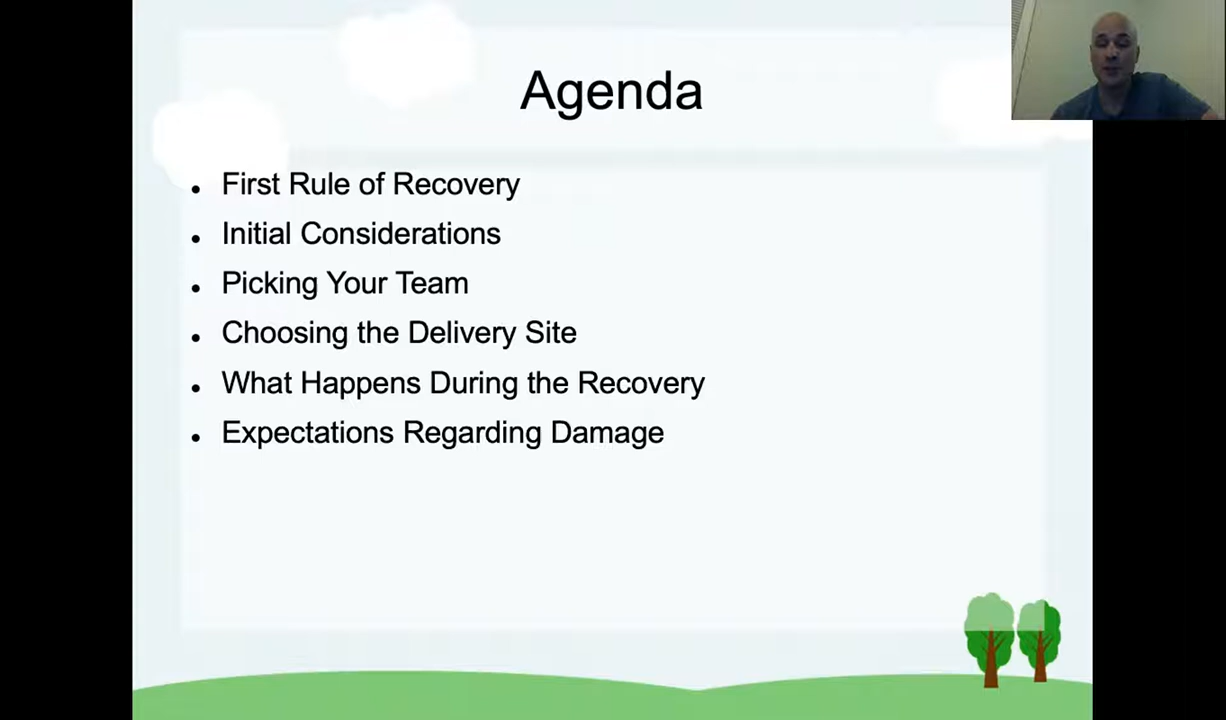 Agenda
• First Rule of Recovery
• Initial Considerations
• Picking Your Team
• Choosing the Delivery Site
• What Happens During the Recovery
• Expectations Regarding Damage